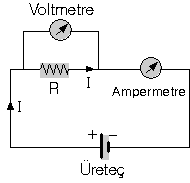 Voltmetre
R
I
Ampermetre
I
+ −
Üreteç